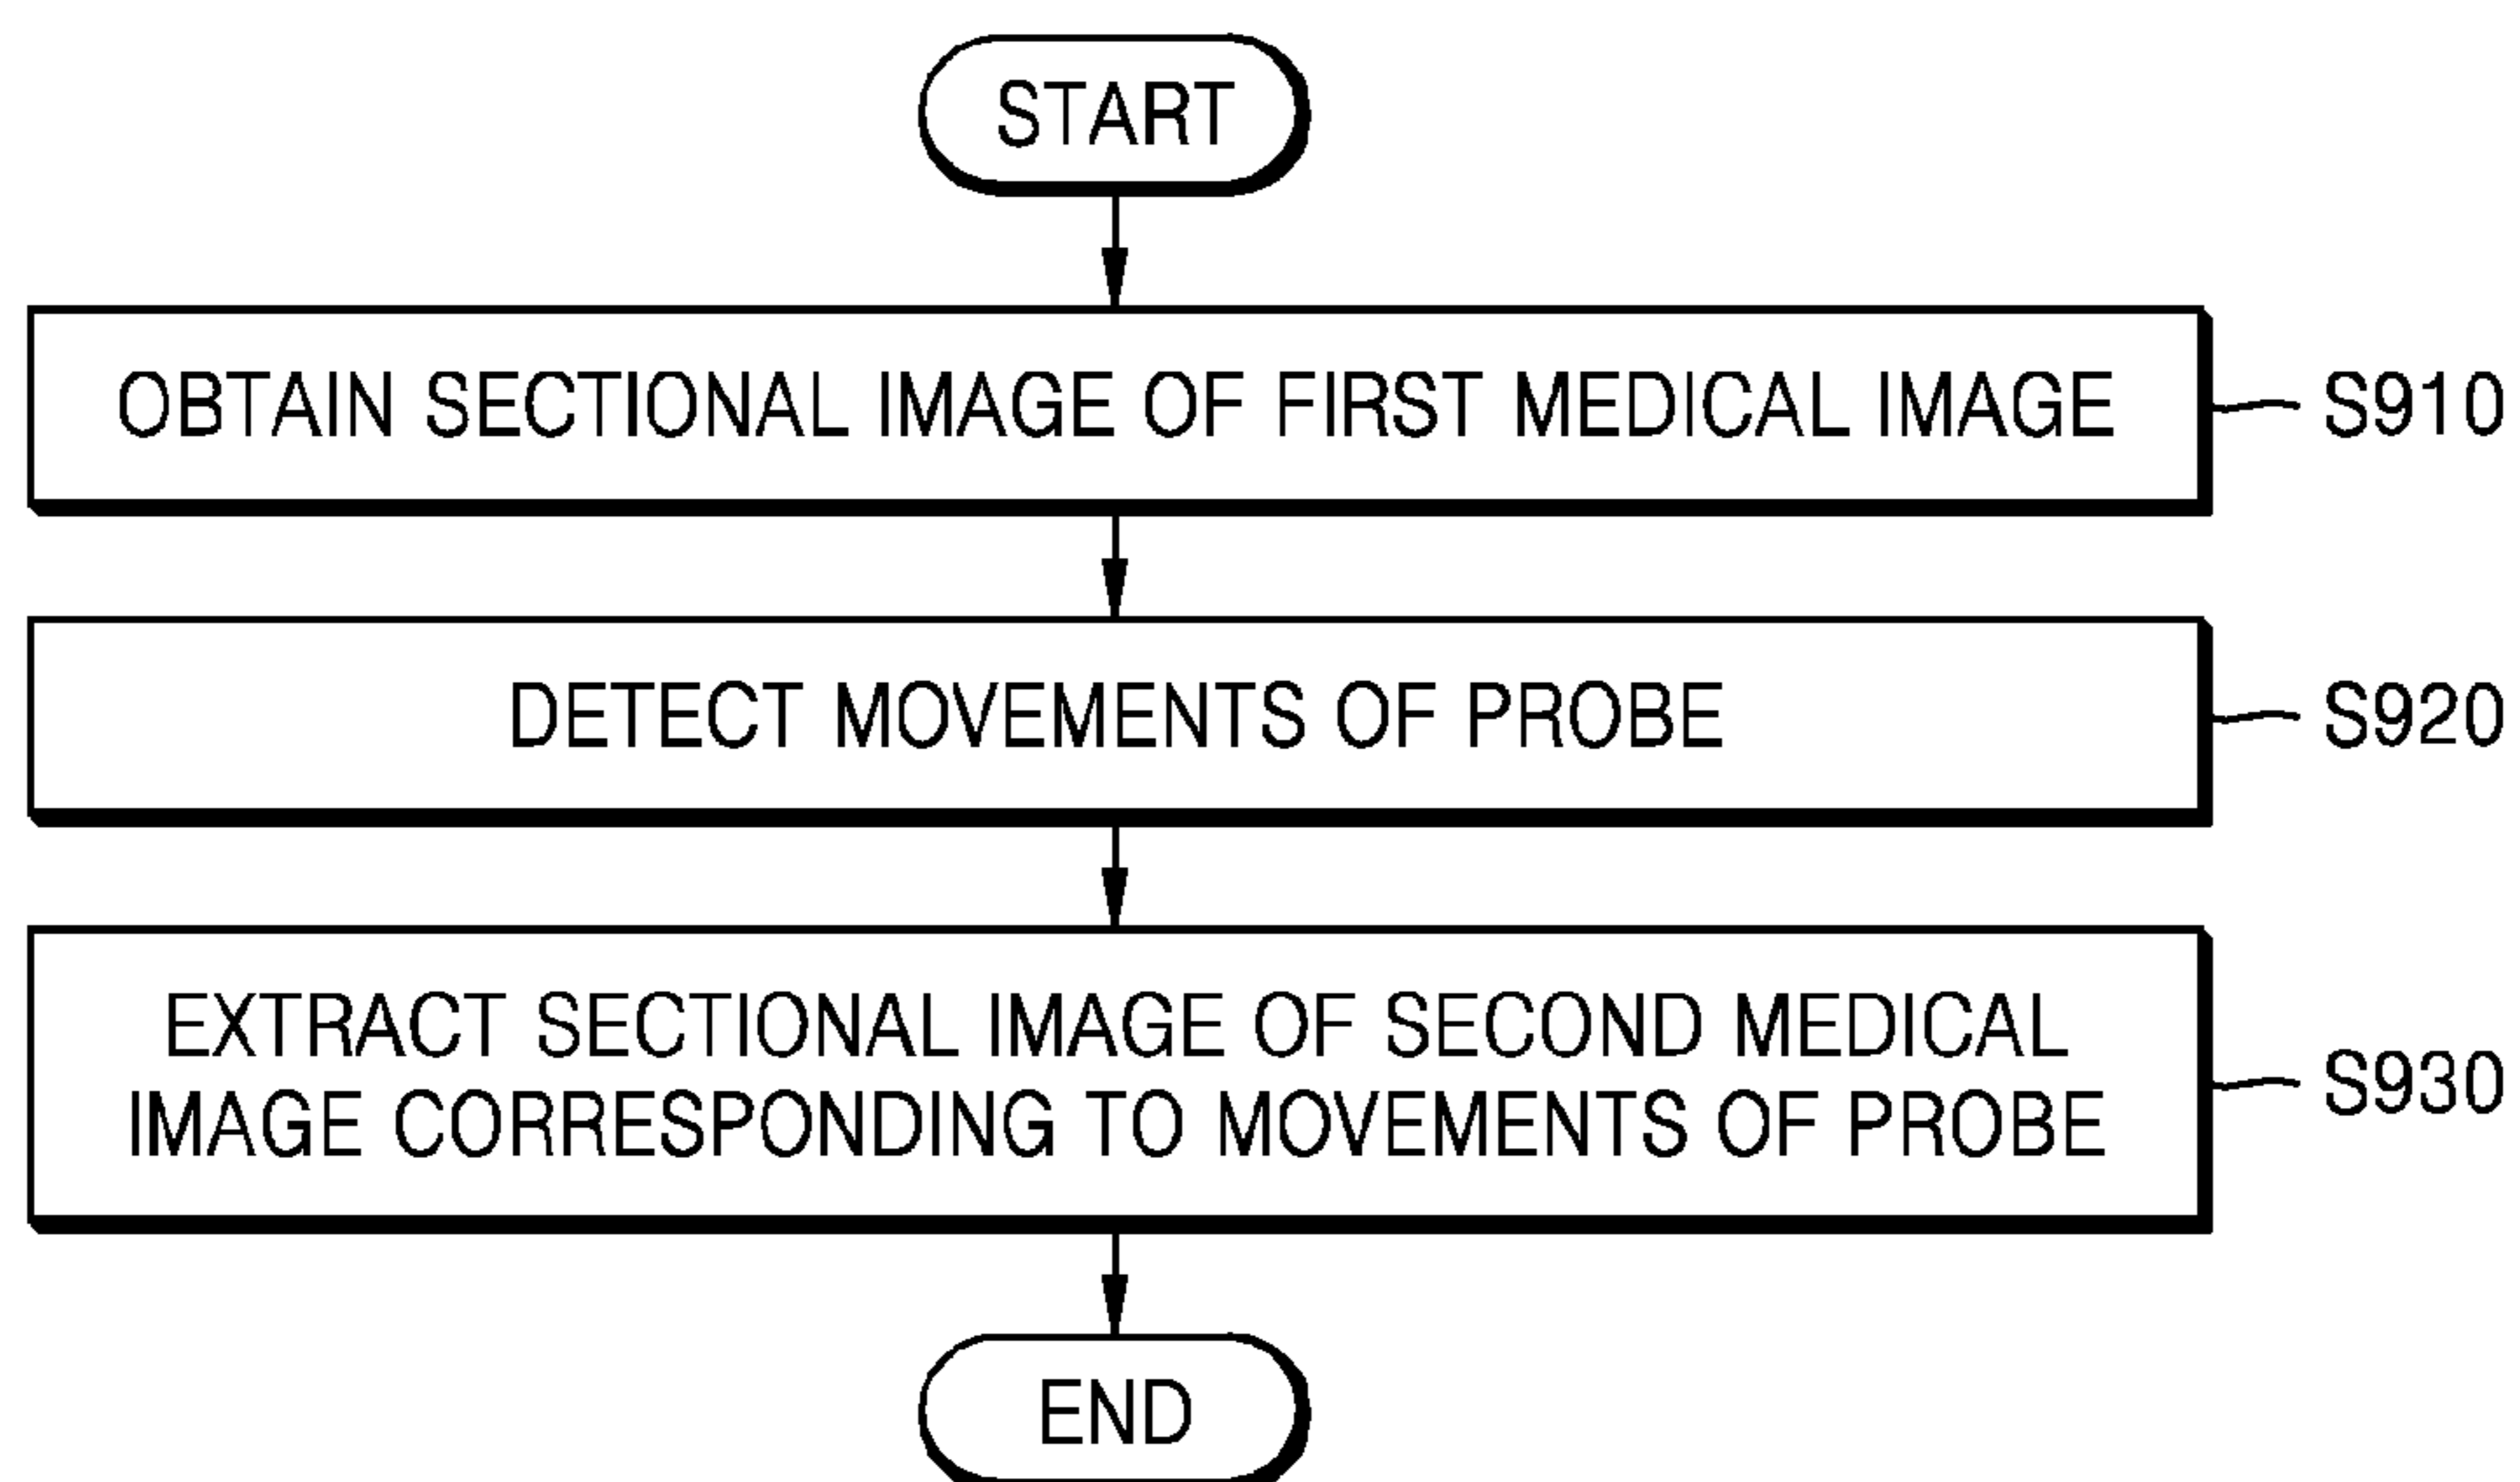 START
OBTAIN SECTIONAL IMAGE OF FIRST MEDICAL IMAGE
S910
DETECT MOVEMENTS OF PROBE
S920
EXTRACT SECTIONAL IMAGE OF SECOND MEDICAL
IMAGE CORRESPONDING TO MOVEMENTS OF PROBE
S930
END